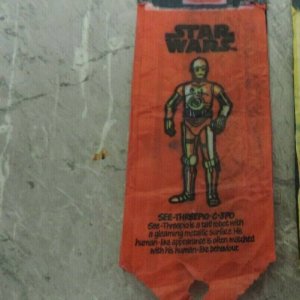 STAR
WARS
SEE-THREEPIO•C-3PO
See-Threepio is a tall robot with
a gleaming metallic surface. His
human-like appearance is often matched
with his human-like behaviour.